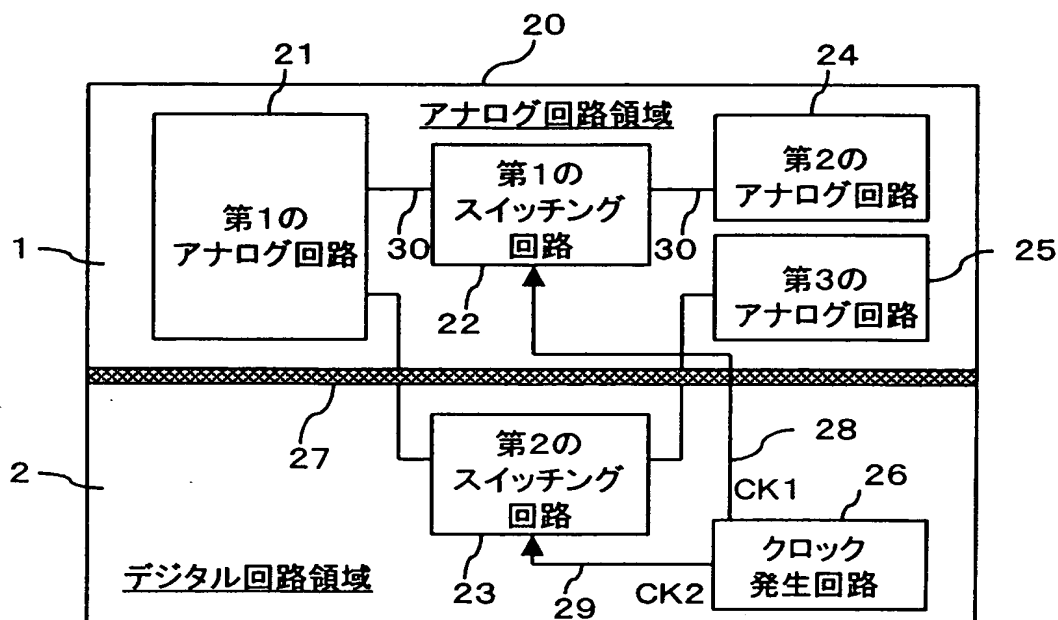 20
21
24
アナログ回路領域
第1の
アナログ回路
第1の
スイッチング
回路
第2の
アナログ回路
30
30
1
22
第3の
アナログ回路
25
27
28
2
第2の
スイッチング
回路
CK1
26
クロック
発生回路
デジタル回路領域
23
29
CK2